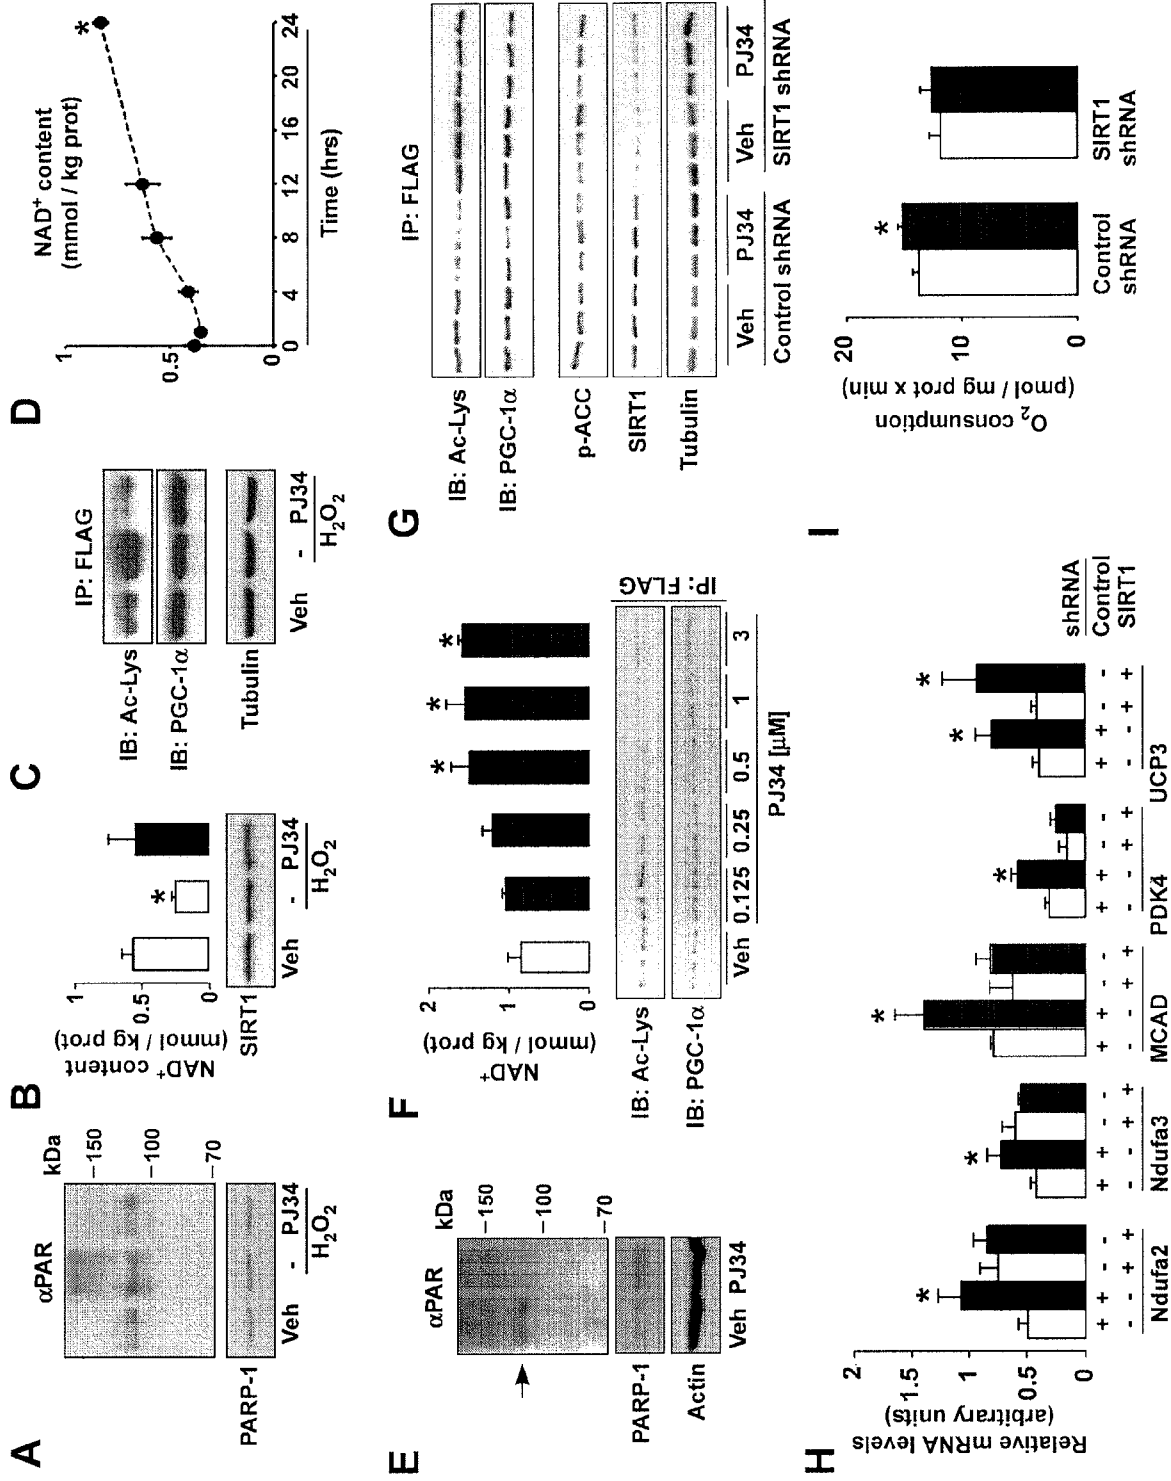 A
αPAR
kDa
150
100
70
PARP-1
Veh - PJ34
H2O2
B
NAD+ content
(mmol / kg prot)
1
0.5
0
SIRT1
Veh - PJ34
H2O2
C
IP: FLAG
IB: Ac-Lys
IB: PGC-1α
Tubulin
Veh - PJ34
H2O2
D
NAD+ content
(mmol / kg prot)
*
1
0.5
0
0 4 8 12 16 20 24
Time (hrs)
E
αPAR
kDa
150
100
70
PARP-1
Actin
Veh PJ34
F
NAD+
(mmol / kg prot)
2
1
0
* * *
IB: Ac-Lys
IB: PGC-1α
IP: FLAG
Veh 0.125 0.25 0.5 1 3
PJ34 [µM]
G
IP: FLAG
IB: Ac-Lys
IB: PGC-1α
p-ACC
SIRT1
Tubulin
Veh PJ34 Veh PJ34
Control shRNA SIRT1 shRNA
H
Relative mRNA levels
(arbitrary units)
2
1.5
1
0.5
0
* * * * * *
shRNA
+ + - - + + - - + + - - + + - - + + - - Control
- - + + - - + + - - + + - - + + - - + + SIRT1
Ndufa2 Ndufa3 MCAD PDK4 UCP3
I
O2 consumption
(pmol / mg prot x min)
20
10
0
*
Control
shRNA
SIRT1
shRNA